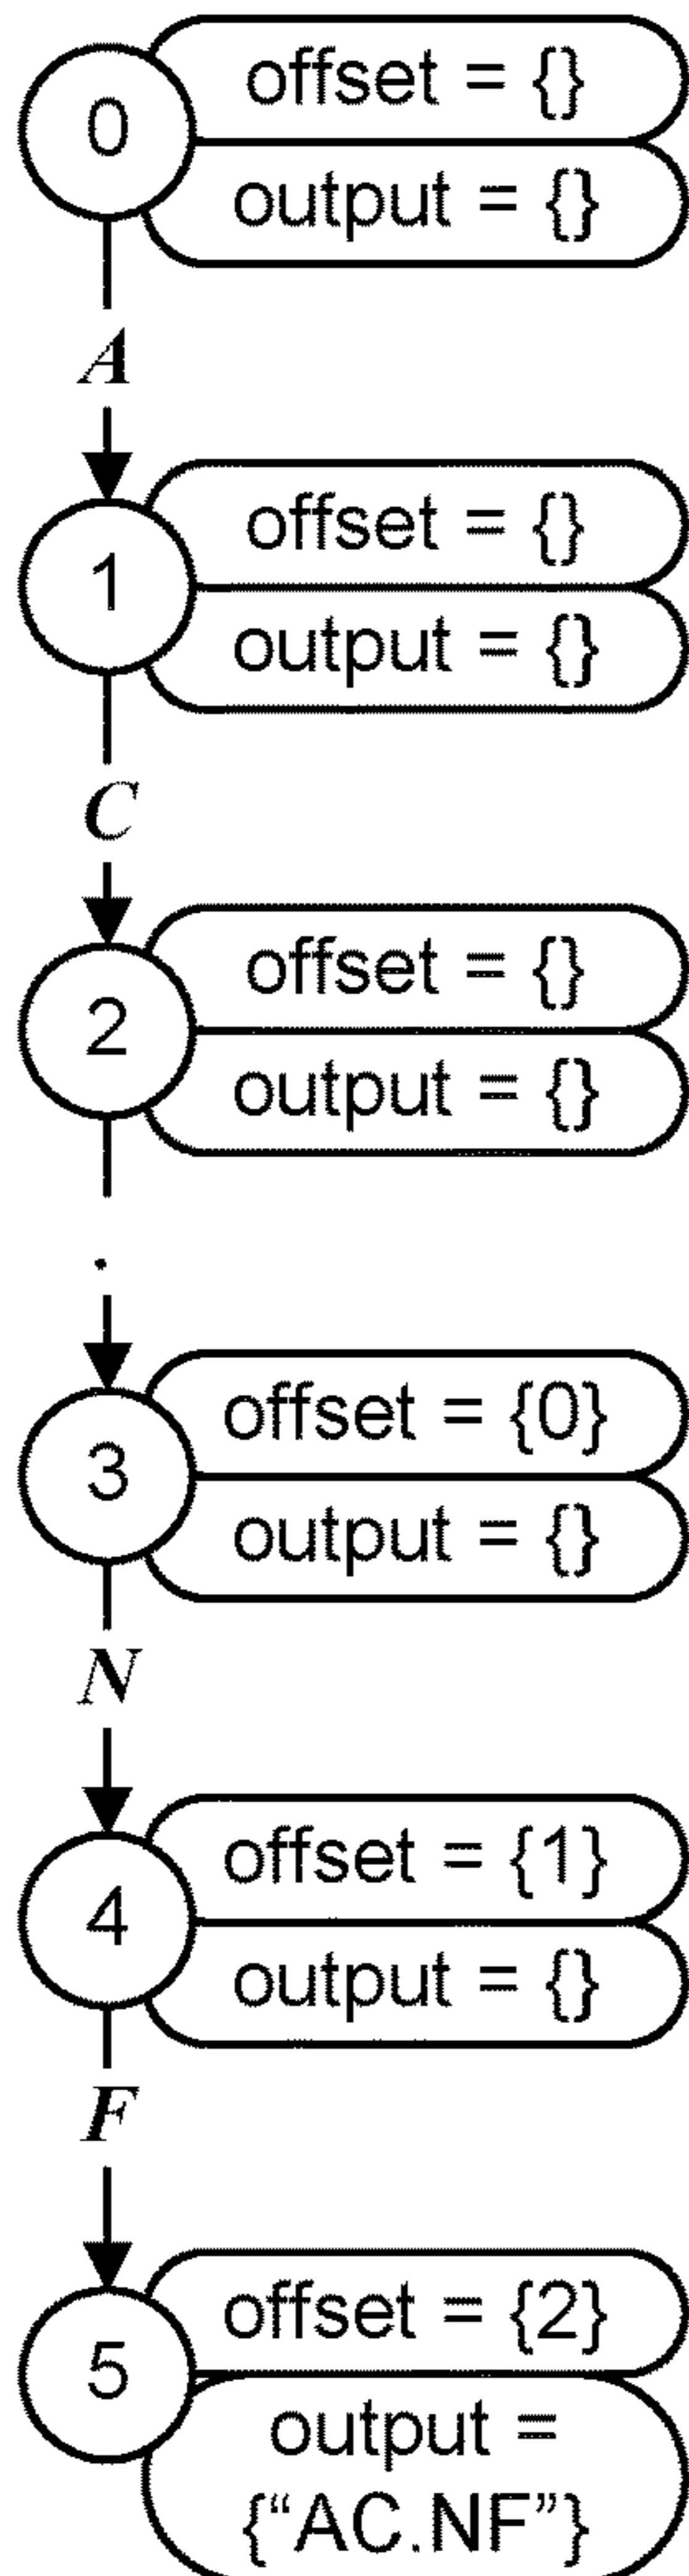 offset = {}
0
output = {}
A
offset = {}
1
output = {}
C
offset = {}
2
output = {}
.
offset = {0}
3
output = {}
N
offset = {1}
4
output = {}
F
offset = {2}
5
output =
{“AC.NF”}